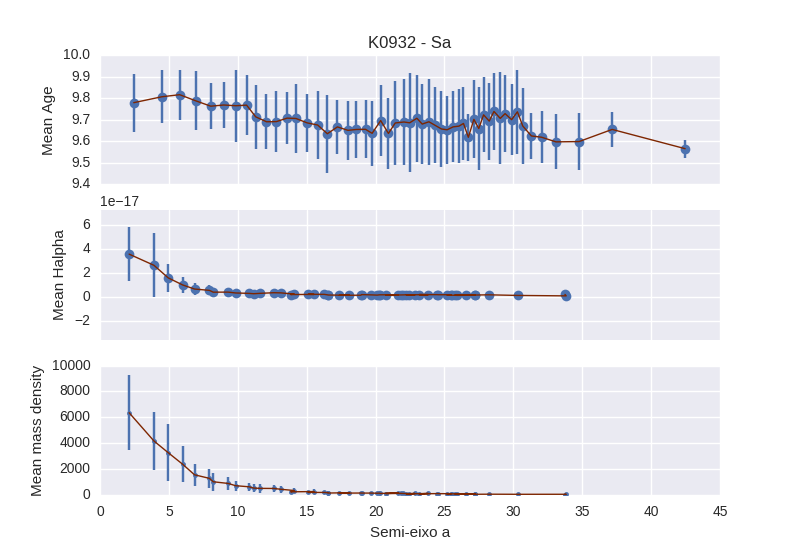 K0932 - Sa
Mean Age
10.0
9.9
9.8
9.7
9.6
9.5
9.4
1e−17
Mean Halpha
6
4
2
0
−2
Mean mass density
10000
8000
6000
4000
2000
0
0 5 10 15 20 25 30 35 40 45
Semi-eixo a